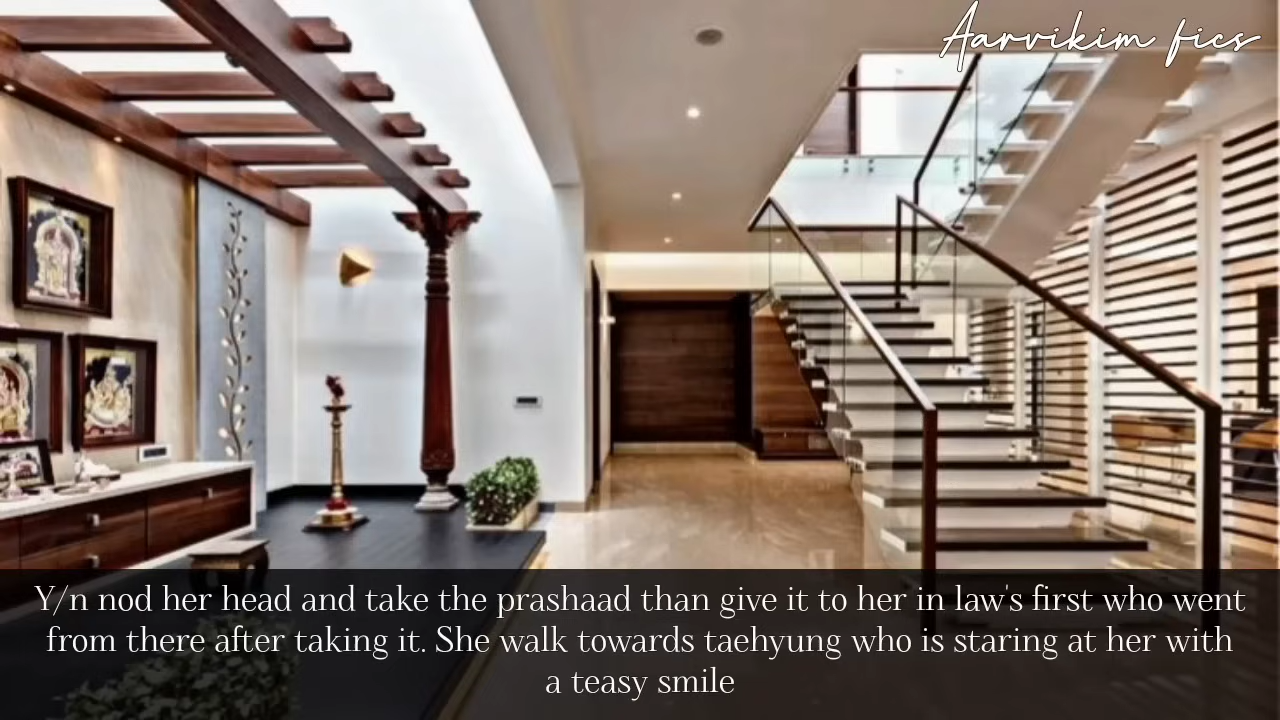 Aarvikim fics
Y/n nod her head and take the prashaad than give it to her in law's first who went
from there after taking it. She walk towards taehyung who is staring at her with
a teasy smile